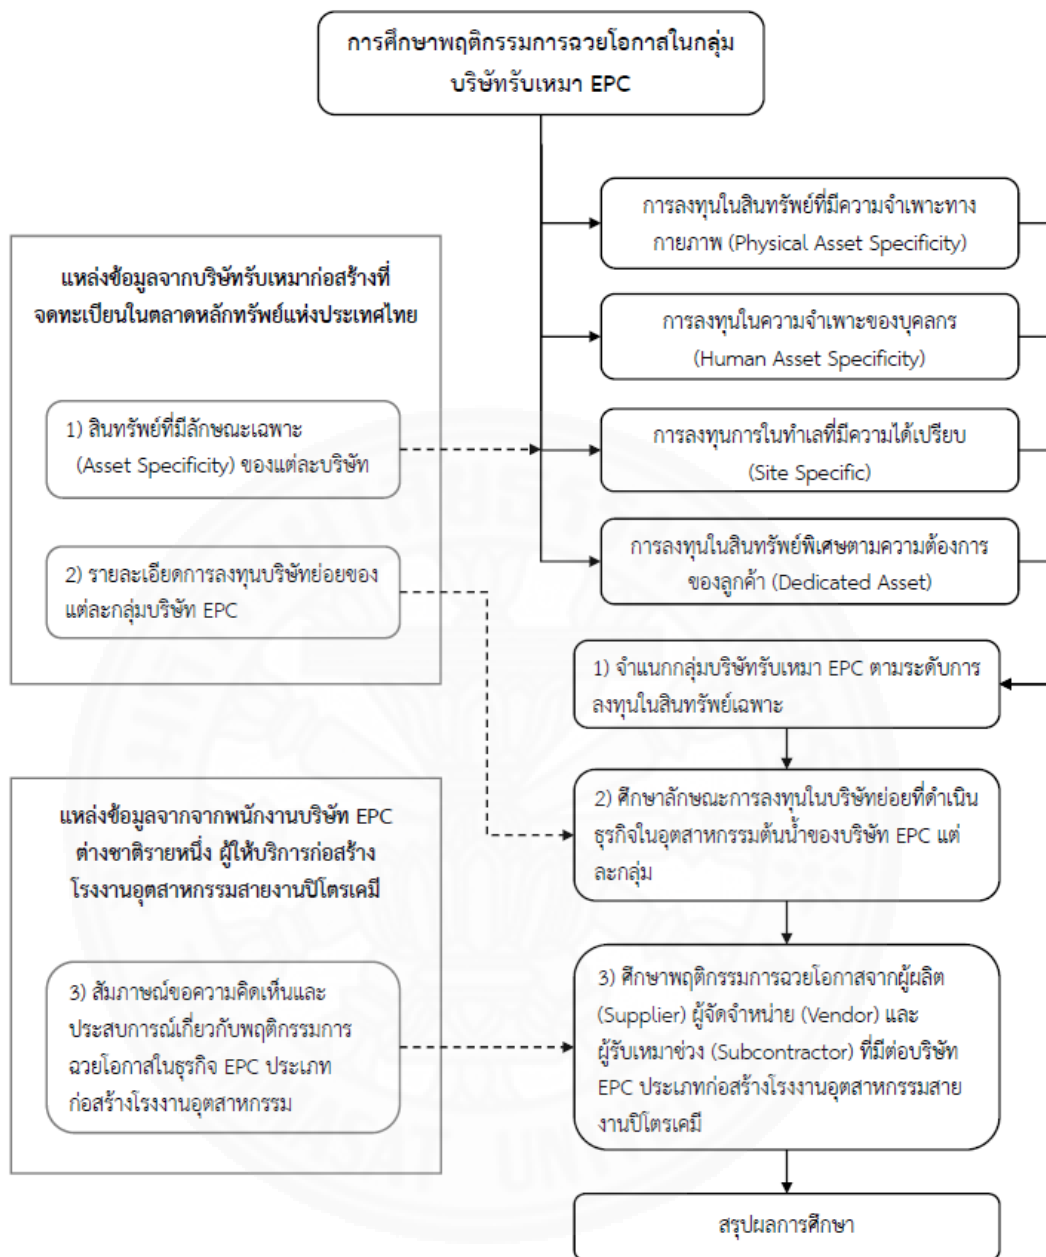 การศึกษาพฤติกรรมการฉวยโอกาสในกลุ่ม
บริษัทรับเหมา EPC
การลงทุนในสินทรัพย์ที่มีความจำเพาะทาง
กายภาพ (Physical Asset Specificity)
การลงทุนในความจำเพาะของบุคลกร
(Human Asset Specificity)
การลงทุนการในทำเลที่มีความได้เปรียบ
(Site Specific)
การลงทุนในสินทรัพย์พิเศษตามความต้องการ
ของลูกค้า (Dedicated Asset)
แหล่งข้อมูลจากบริษัทรับเหมาก่อสร้างที่
จดทะเบียนในตลาดหลักทรัพย์แห่งประเทศไทย
1) สินทรัพย์ที่มีลักษณะเฉพาะ
(Asset Specificity) ของแต่ละบริษัท
2) รายละเอียดการลงทุนบริษัทย่อยของ
แต่ละกลุ่มบริษัท EPC
1) จำแนกกลุ่มบริษัทรับเหมา EPC ตามระดับการ
ลงทุนในสินทรัพย์เฉพาะ
2) ศึกษาลักษณะการลงทุนในบริษัทย่อยที่ดำเนิน
ธุรกิจในอุตสาหกรรมต้นน้ำของบริษัท EPC แต่
ละกลุ่ม
แหล่งข้อมูลจากจากพนักงานบริษัท EPC
ต่างชาติรายหนึ่ง ผู้ให้บริการก่อสร้าง
โรงงานอุตสาหกรรมสายงานปิโตรเคมี
3) สัมภาษณ์ขอความคิดเห็นและ
ประสบการณ์เกี่ยวกับพฤติกรรมการ
ฉวยโอกาสในธุรกิจ EPC ประเภท
ก่อสร้างโรงงานอุตสาหกรรม
3) ศึกษาพฤติกรรมการฉวยโอกาสจากผู้ผลิต
(Supplier) ผู้จัดจำหน่าย (Vendor) และ
ผู้รับเหมาช่วง (Subcontractor) ที่มีต่อบริษัท
EPC ประเภทก่อสร้างโรงงานอุตสาหกรรมสาย
งานปิโตรเคมี
สรุปผลการศึกษา